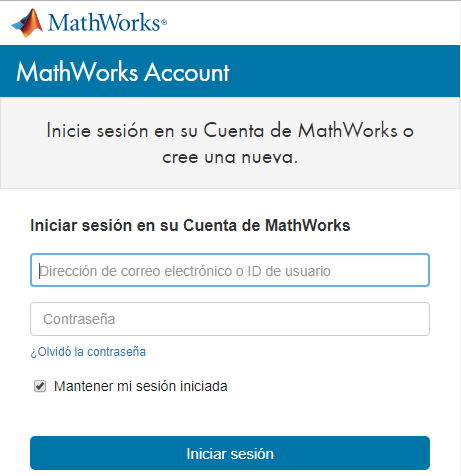 MathWorks®
MathWorks Account
Inicie sesión en su Cuenta de MathWorks o
cree una nueva.
Iniciar sesión en su Cuenta de MathWorks
Dirección de correo electrónico o ID de usuario
Contraseña
¿Olvidó la contraseña
Mantener mi sesión iniciada
Iniciar sesión